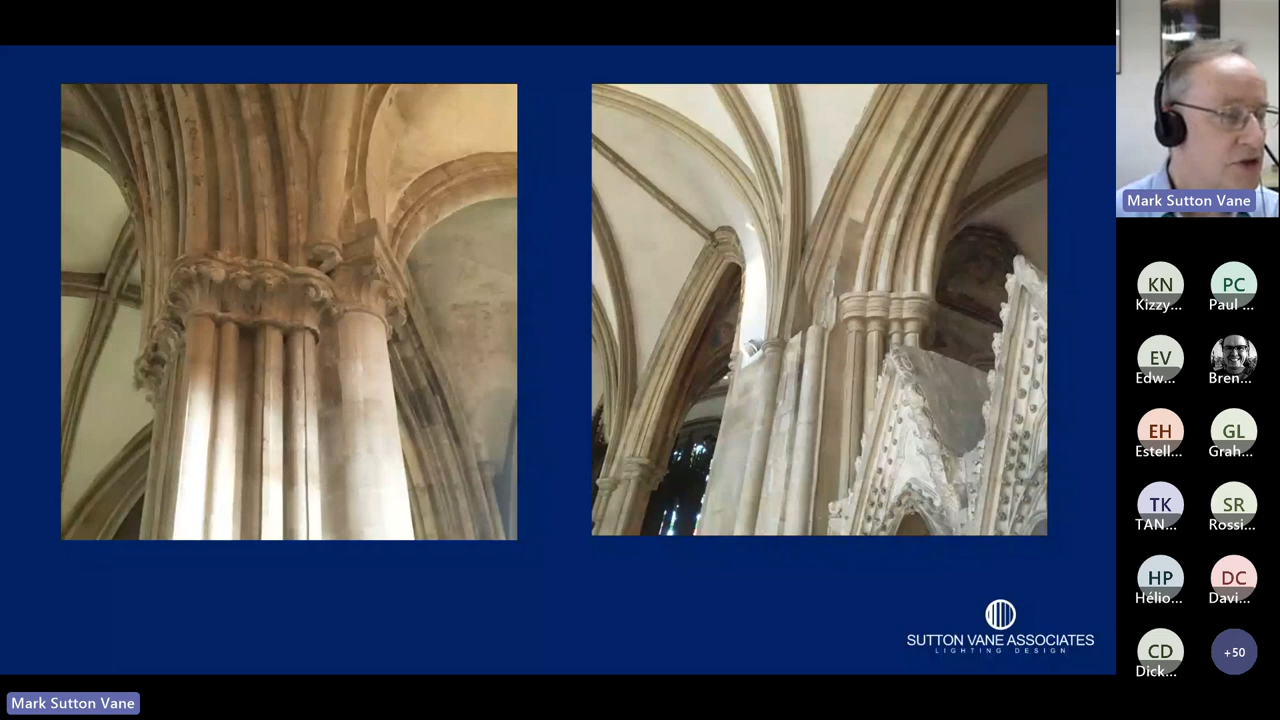 Mark Sutton Vane
KN
Kizzy...
PC
Paul ...
EV
Edw...
Bren...
EH
Estell...
GL
Grah...
TK
TAN...
SR
Rossi...
HP
Hélio...
DC
Davi...
CD
Dick...
+50
SUTTON VANE ASSOCIATES
LIGHTING DESIGN
Mark Sutton Vane